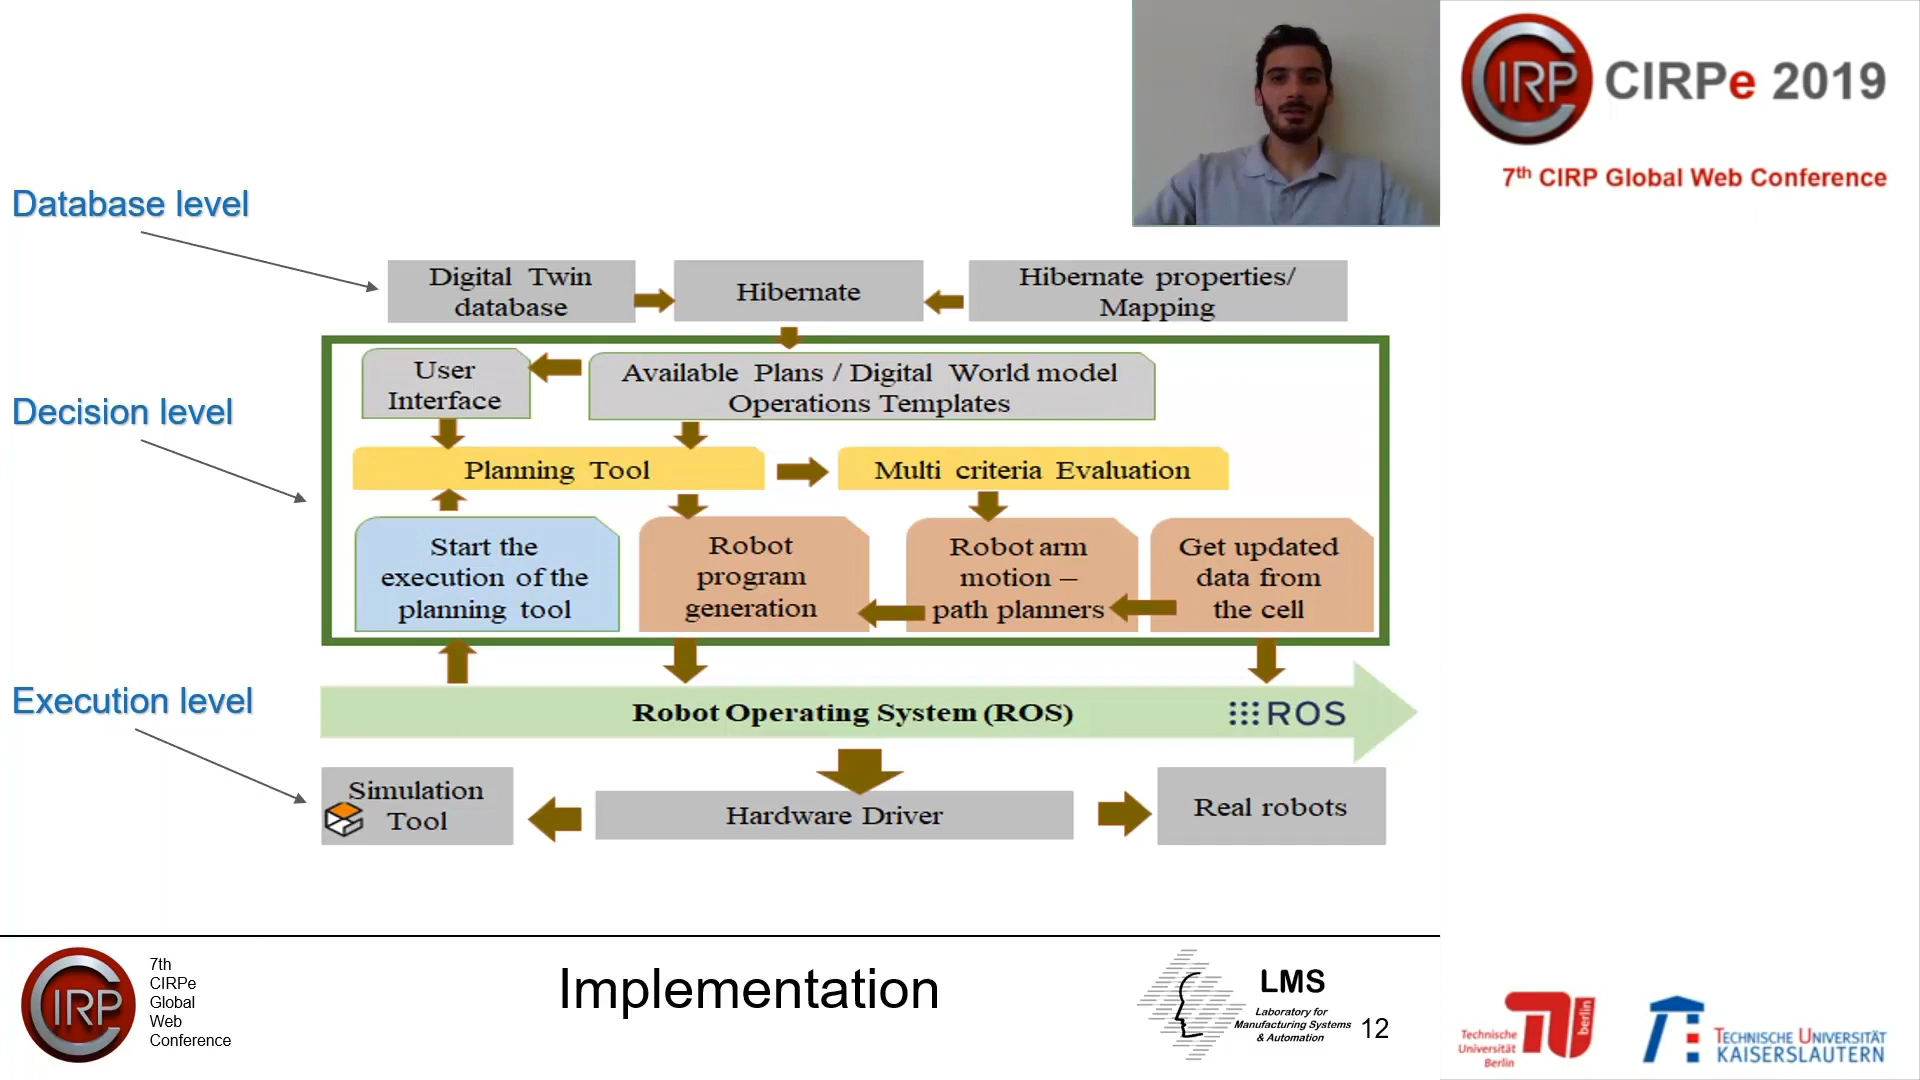 CIRP
CIRPe 2019
7th CIRP Global Web Conference
Database level
Digital Twin
database
Hibernate
Hibernate properties/
Mapping
Decision level
User
Interface
Available Plans / Digital World model
Operations Templates
Planning Tool
Multi criteria Evaluation
Start the
execution of the
planning tool
Robot
program
generation
Robot arm
motion –
path planners
Get updated
data from
the cell
Execution level
Robot Operating System (ROS)
ROS
Simulation
Tool
Hardware Driver
Real robots
CIRP
7th
CIRPe
Global
Web
Conference
Implementation
LMS
Laboratory for
Manufacturing Systems
& Automation
12
Technische
Universität
Berlin
berlin
TECHNISCHE UNIVERSITÄT
KAISERSLAUTERN